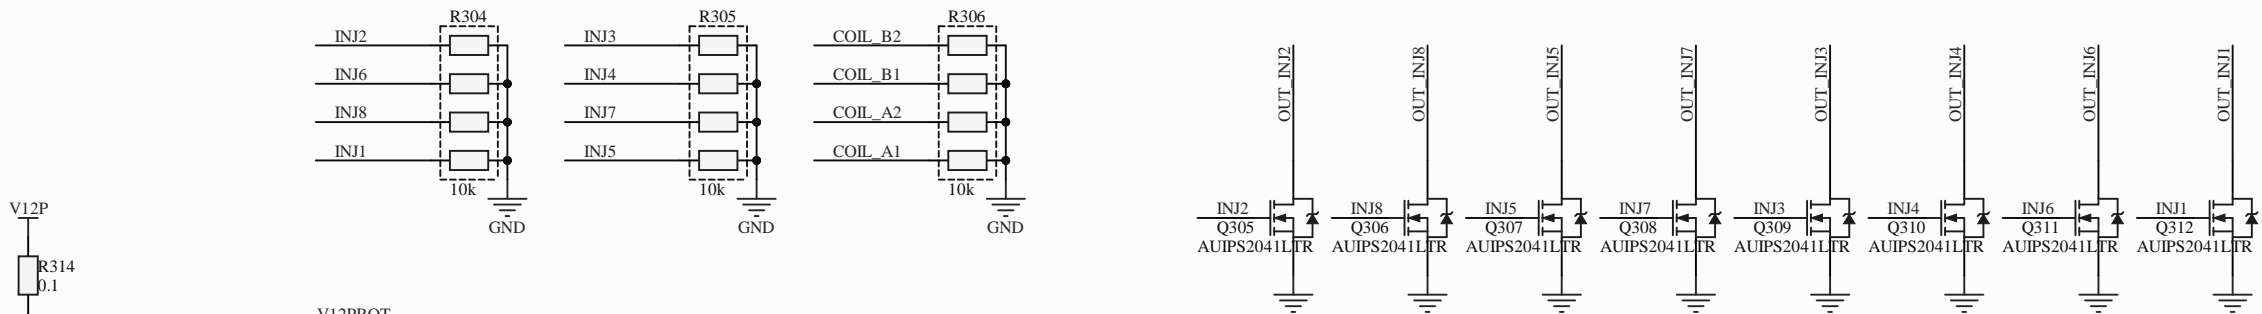 R304
INJ2
INJ6
INJ8
INJ1
10k
GND
R305
INJ3
INJ4
INJ7
INJ5
10k
GND
R306
COIL_B2
COIL_B1
COIL_A2
COIL_A1
10k
GND
V12P
R314
0.1
V12PROT
OUT_INJ2
INJ2
Q305
AUIPS2041LTR
OUT_INJ8
INJ8
Q306
AUIPS2041LTR
OUT_INJ5
INJ5
Q307
AUIPS2041LTR
OUT_INJ7
INJ7
Q308
AUIPS2041LTR
OUT_INJ3
INJ3
Q309
AUIPS2041LTR
OUT_INJ4
INJ4
Q310
AUIPS2041LTR
OUT_INJ6
INJ6
Q311
AUIPS2041LTR
OUT_INJ1
INJ1
Q312
AUIPS2041LTR